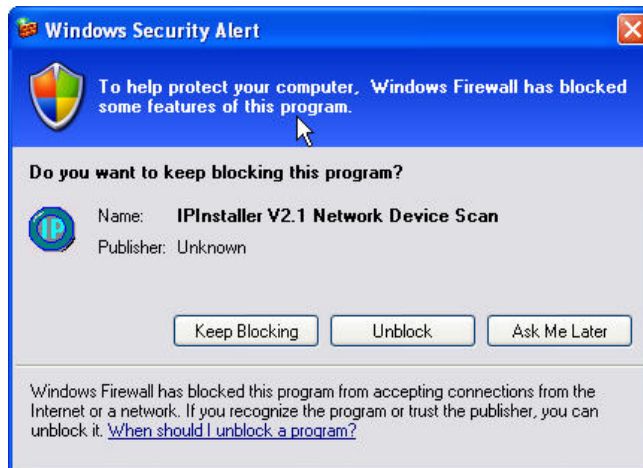 Windows Security Alert
To help protect your computer, Windows Firewall has blocked
some features of this program.
Do you want to keep blocking this program?
IP
Name: IPInstaller V2.1 Network Device Scan
Publisher: Unknown
Keep Blocking Unblock Ask Me Later
Windows Firewall has blocked this program from accepting connections from the
Internet or a network. If you recognize the program or trust the publisher, you can
unblock it. When should I unblock a program?